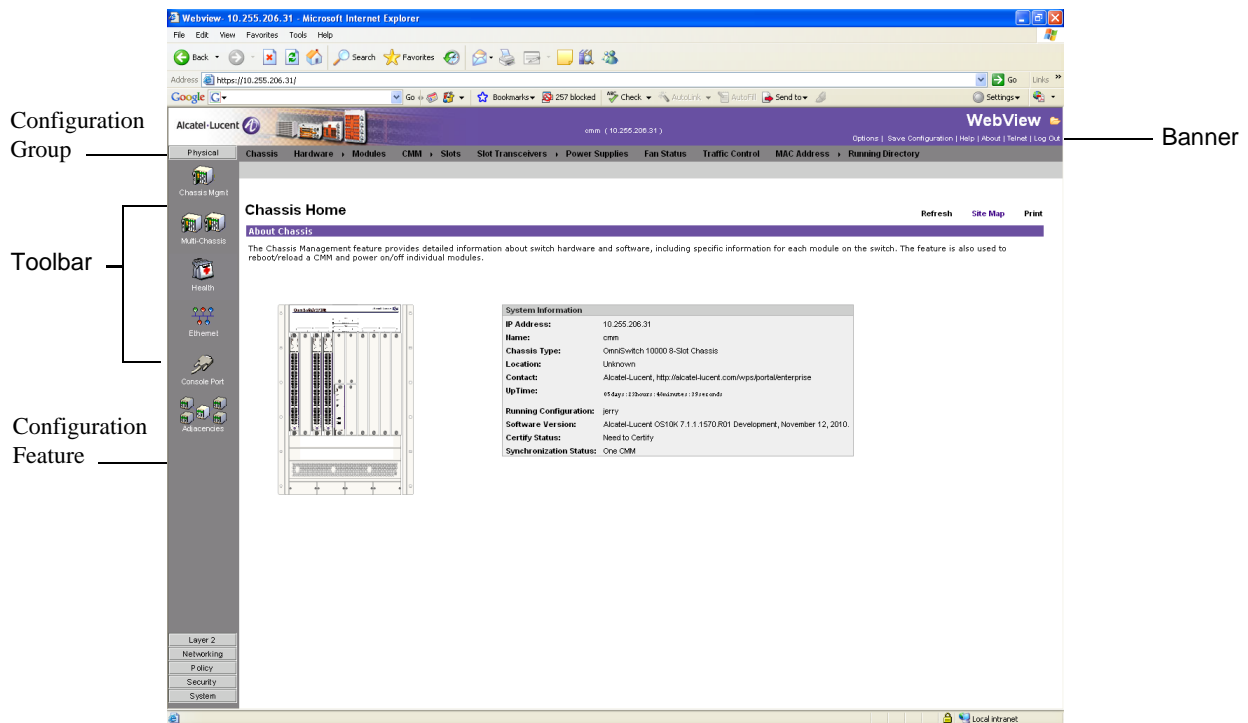 Webview- 10.255.206.31 - Microsoft Internet Explorer
File Edit View Favorites Tools Help
Back Search Favorites
Address https://10.255.206.31/ Go Links »
Google G Go Bookmarks 257 blocked ABC Check AutoLink AutoFill Send to Settings
Alcatel-Lucent
cmm ( 10.255.206.31 )
WebView
Options | Save Configuration | Help | About | Telnet | Log Out
Configuration
Group
Banner
Physical
Chassis Hardware Modules CMM Slots Slot Transceivers Power Supplies Fan Status Traffic Control MAC Address Running Directory
Chassis Mgmt
Multi-Chassis
Health
Ethernet
Console Port
Adjacencies
Toolbar
Configuration
Feature
Chassis Home
Refresh Site Map Print
About Chassis
The Chassis Management feature provides detailed information about switch hardware and software, including specific information for each module on the switch. The feature is also used to
reboot/reload a CMM and power on/off individual modules.
System Information
IP Address: 10.255.206.31
Name: cmm
Chassis Type: OmniSwitch 10000 8-Slot Chassis
Location: Unknown
Contact: Alcatel-Lucent, http://alcatel-lucent.com/wps/portal/enterprise
UpTime:
Running Configuration: jerry
Software Version: Alcatel-Lucent OS10K 7.1.1.1570.R01 Development, November 12, 2010.
Certify Status: Need to Certify
Synchronization Status: One CMM
Layer 2
Networking
Policy
Security
System
Local intranet